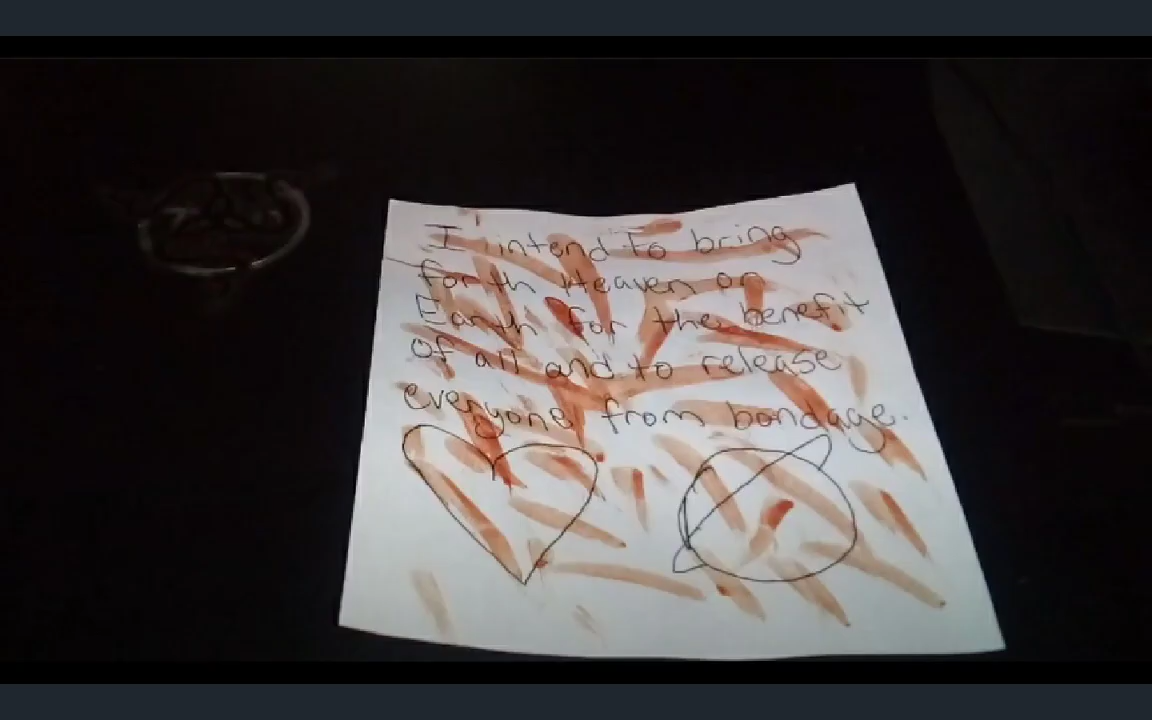 I intend to bring
forth Heaven on
Earth for the benefit
of all and to release
everyone from bondage.